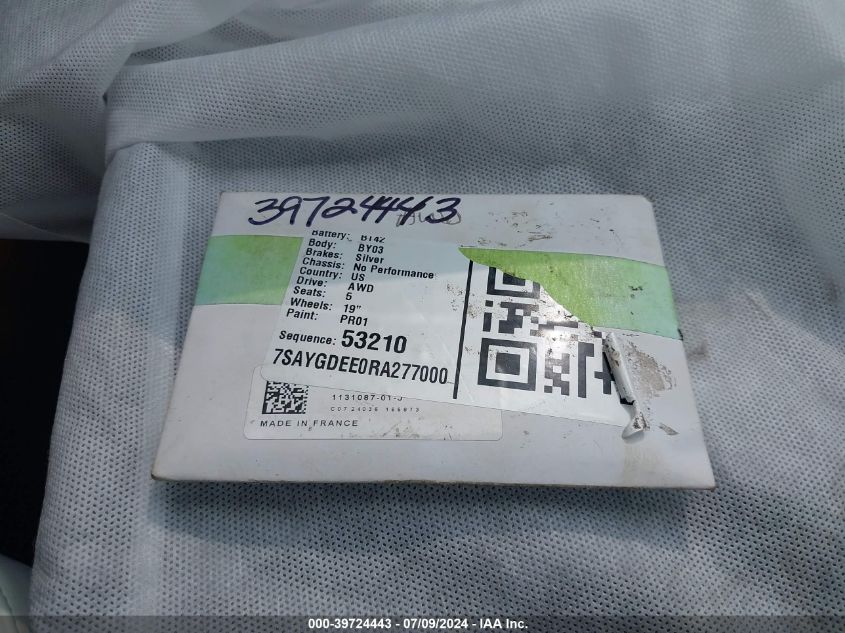 39724443
Battery: BT42
Body: BY03
Brakes: Silver
Chassis: No Performance
Country: US
Drive: AWD
Seats: 5
Wheels: 19"
Paint: PR01
Sequence: 53210
7SAYGDEE0RA277000
1131087-01-J
MADE IN FRANCE
000-39724443 / 07/09/2024 - IAA Inc.